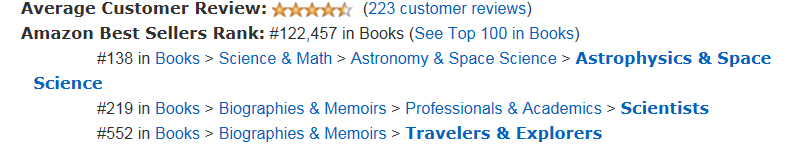 Average Customer Review: (223 customer reviews)
Amazon Best Sellers Rank: #122,457 in Books (See Top 100 in Books)
#138 in Books > Science & Math > Astronomy & Space Science > Astrophysics & Space
Science
#219 in Books > Biographies & Memoirs > Professionals & Academics > Scientists
#552 in Books > Biographies & Memoirs > Travelers & Explorers